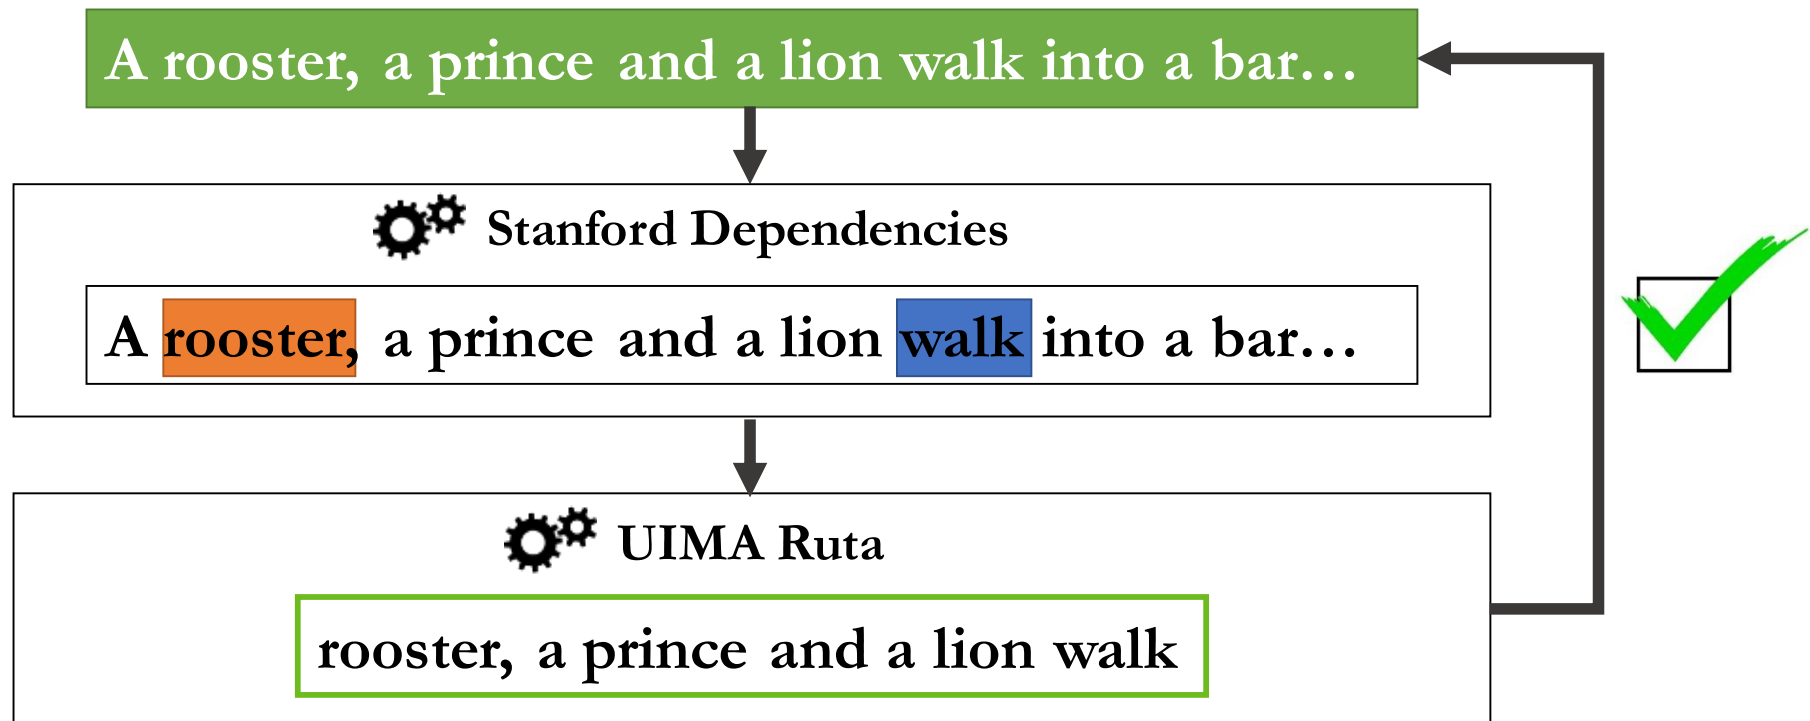 A rooster, a prince and a lion walk into a bar…
Stanford Dependencies
A rooster, a prince and a lion walk into a bar…
UIMA Ruta
rooster, a prince and a lion walk